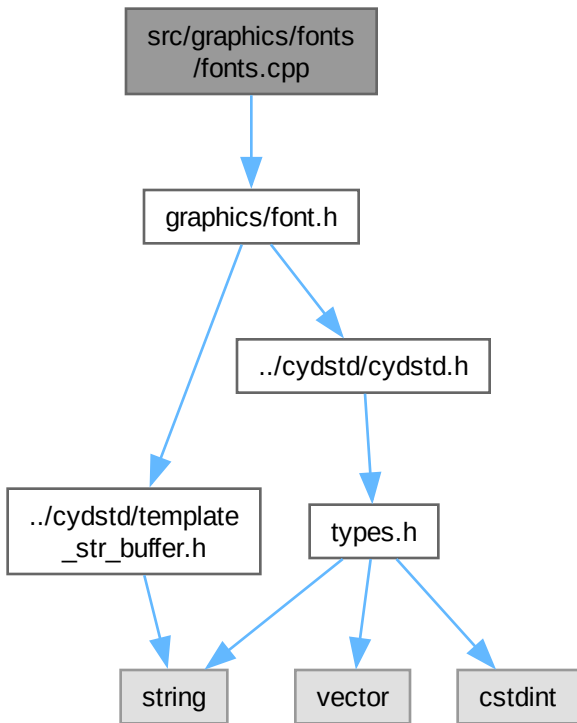 src/graphics/fonts
/fonts.cpp
graphics/font.h
../cydstd/cydstd.h
../cydstd/template
_str_buffer.h
types.h
string
vector
cstdint